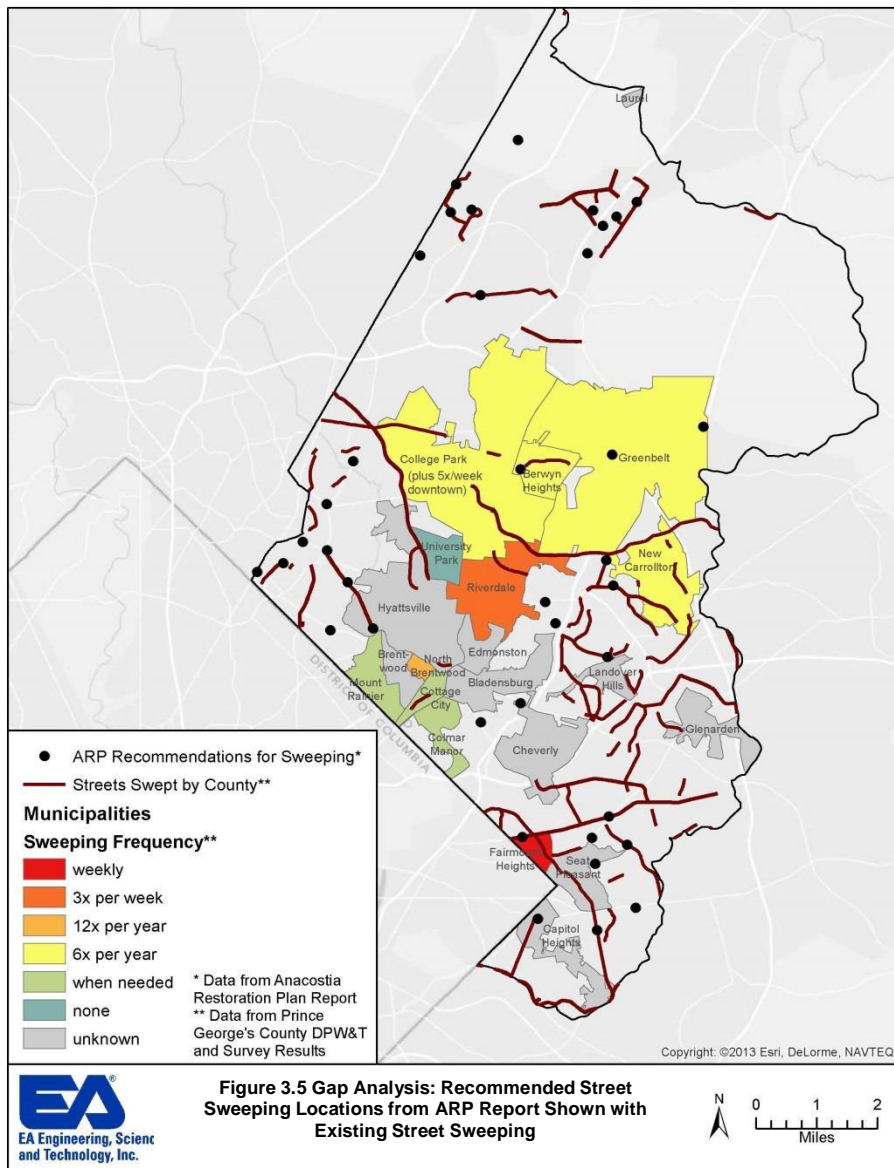 Laurel
College Park
(plus 5x/week
downtown)
Berwyn
Heights
Greenbelt
University
Park
New
Carrollton
Riverdale
Hyattsville
Edmonston
Brent-
wood
North
Brentwood
Mount
Rainier
Cottage
City
Bladensburg
Landover
Hills
Colmar
Manor
Cheverly
Glenarden
DISTRICT OF COLUMBIA
Fairmount
Heights
Seat
Pleasant
Capitol
Heights
ARP Recommendations for Sweeping*
Streets Swept by County**
Municipalities
Sweeping Frequency**
weekly
3x per week
12x per year
6x per year
when needed
none
unknown
* Data from Anacostia
Restoration Plan Report
** Data from Prince
George's County DPW&T
and Survey Results
Copyright: ©2013 Esri, DeLorme, NAVTEQ
EA®
EA Engineering, Scienc
and Technology, Inc.
Figure 3.5 Gap Analysis: Recommended Street
Sweeping Locations from ARP Report Shown with
Existing Street Sweeping
N
0 1 2
Miles